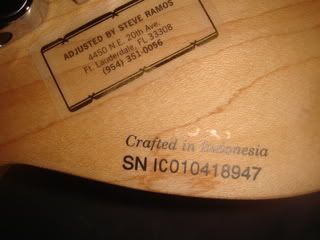 ADJUSTED BY STEVE RAMOS
4450 N.E. 20th Ave.
Ft. Lauderdale, FL 33308
(954) 351-0056
Crafted in Indonesia
SN IC010418947